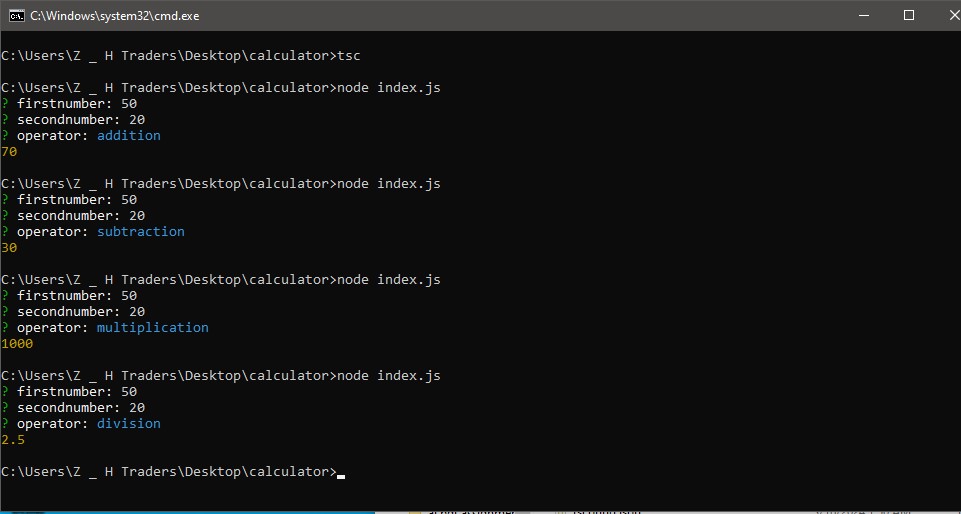 C:\Windows\system32\cmd.exe
C:\Users\Z _ H Traders\Desktop\calculator>tsc
C:\Users\Z _ H Traders\Desktop\calculator>node index.js
? firstnumber: 50
? secondnumber: 20
? operator: addition
70
C:\Users\Z _ H Traders\Desktop\calculator>node index.js
? firstnumber: 50
? secondnumber: 20
? operator: subtraction
30
C:\Users\Z _ H Traders\Desktop\calculator>node index.js
? firstnumber: 50
? secondnumber: 20
? operator: multiplication
1000
C:\Users\Z _ H Traders\Desktop\calculator>node index.js
? firstnumber: 50
? secondnumber: 20
? operator: division
2.5
C:\Users\Z _ H Traders\Desktop\calculator>